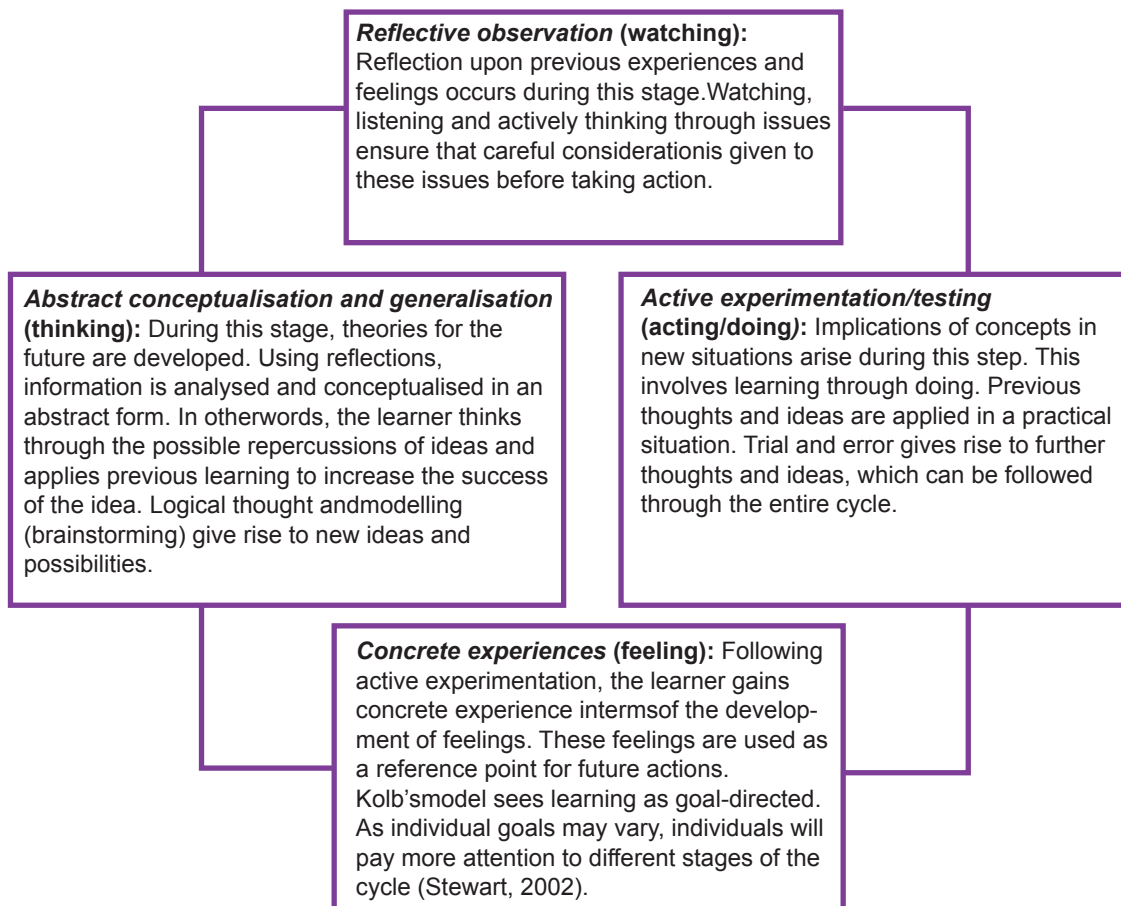 Reflective observation (watching):
Reflection upon previous experiences and
feelings occurs during this stage.Watching,
listening and actively thinking through issues
ensure that careful considerationis given to
these issues before taking action.
Abstract conceptualisation and generalisation
(thinking): During this stage, theories for the
future are developed. Using reflections,
information is analysed and conceptualised in an
abstract form. In otherwords, the learner thinks
through the possible repercussions of ideas and
applies previous learning to increase the success
of the idea. Logical thought andmodelling
(brainstorming) give rise to new ideas and
possibilities.
Active experimentation/testing
(acting/doing): Implications of concepts in
new situations arise during this step. This
involves learning through doing. Previous
thoughts and ideas are applied in a practical
situation. Trial and error gives rise to further
thoughts and ideas, which can be followed
through the entire cycle.
Concrete experiences (feeling): Following
active experimentation, the learner gains
concrete experience intermsof the develop-
ment of feelings. These feelings are used as
a reference point for future actions.
Kolb'smodel sees learning as goal-directed.
As individual goals may vary, individuals will
pay more attention to different stages of the
cycle (Stewart, 2002).